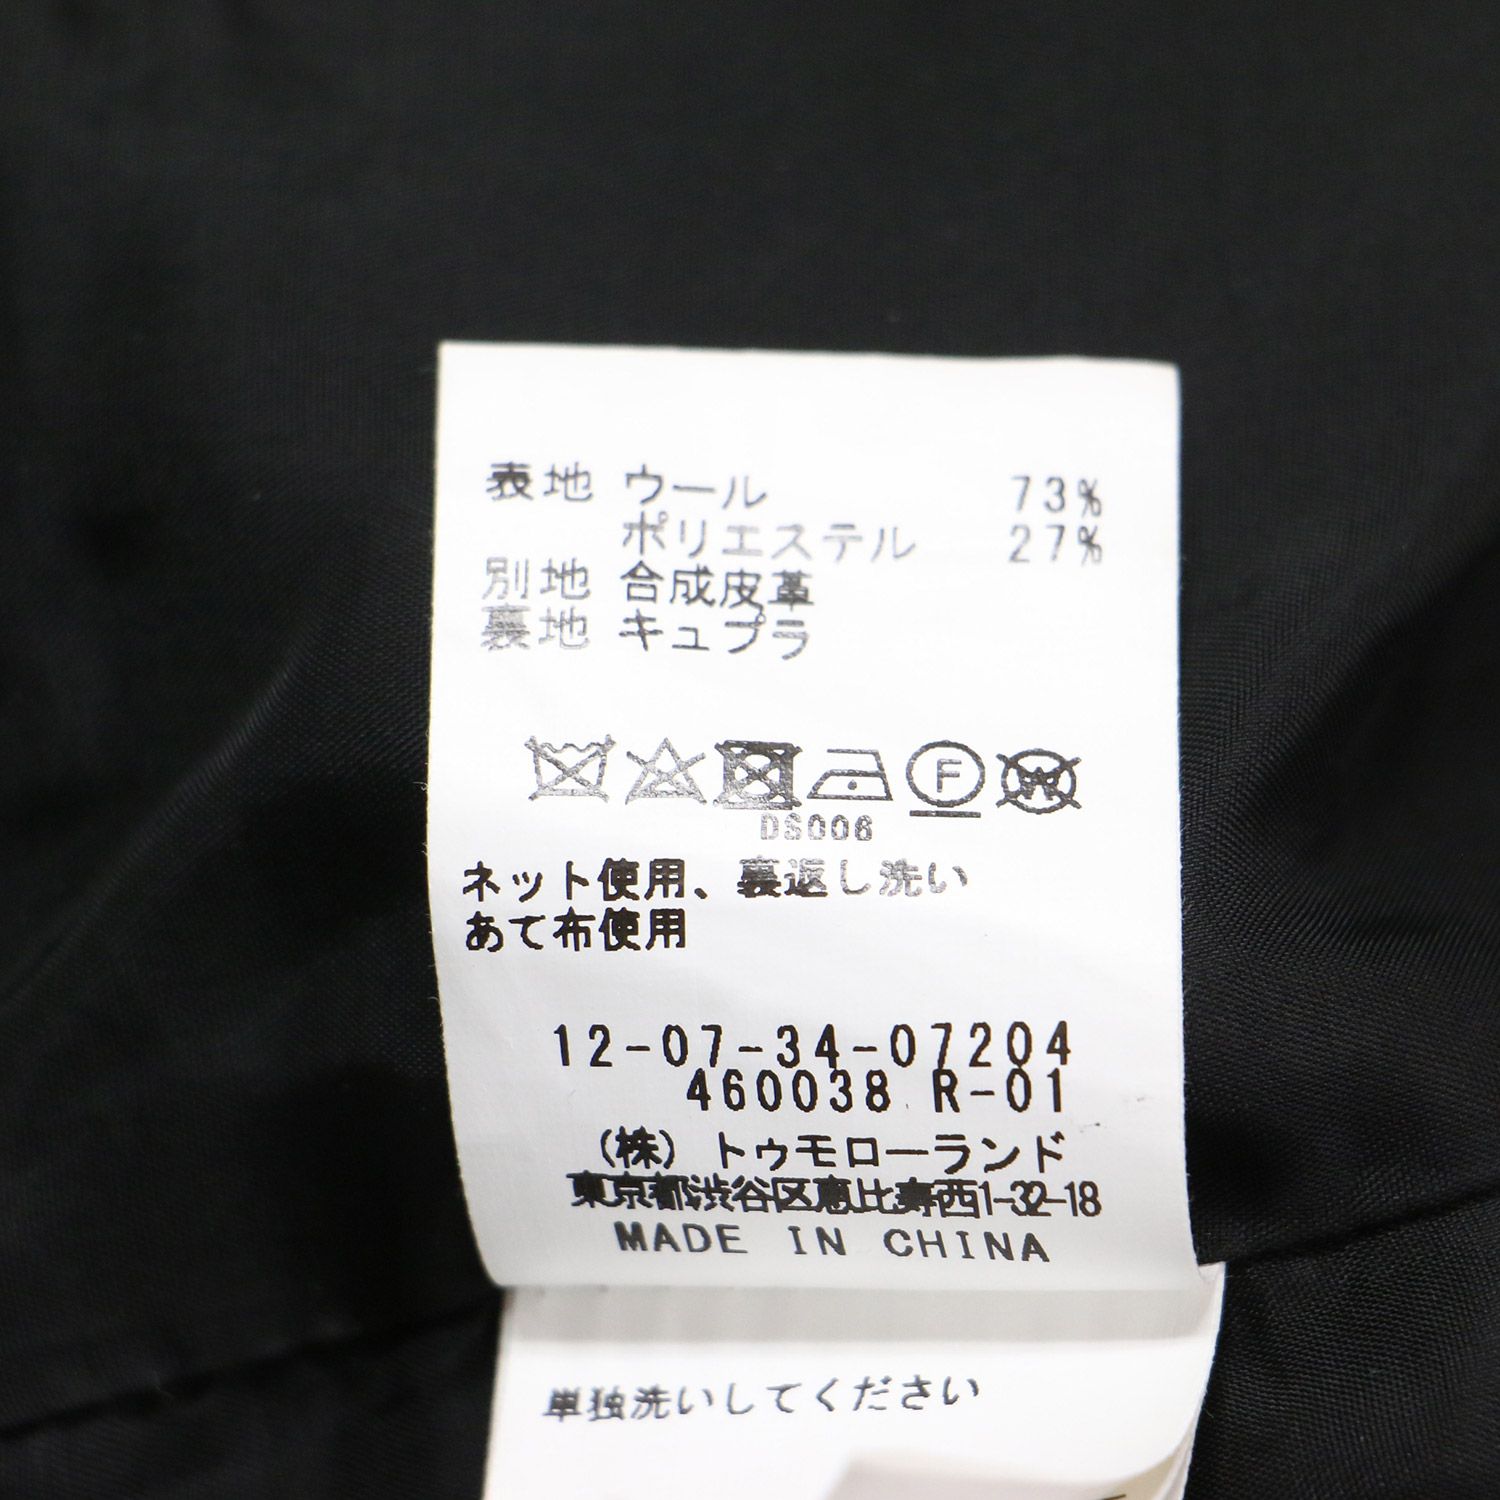 表地 ウール 73%
ポリエステル 27%
別地 合成皮革
裏地 キュプラ
F
W
DS006
ネット使用、裏返し洗い
あて布使用
12-07-34-07204
460038 R-01
(株) トゥモローランド
東京都渋谷区恵比寿西1-32-18
MADE IN CHINA
単独洗いしてください